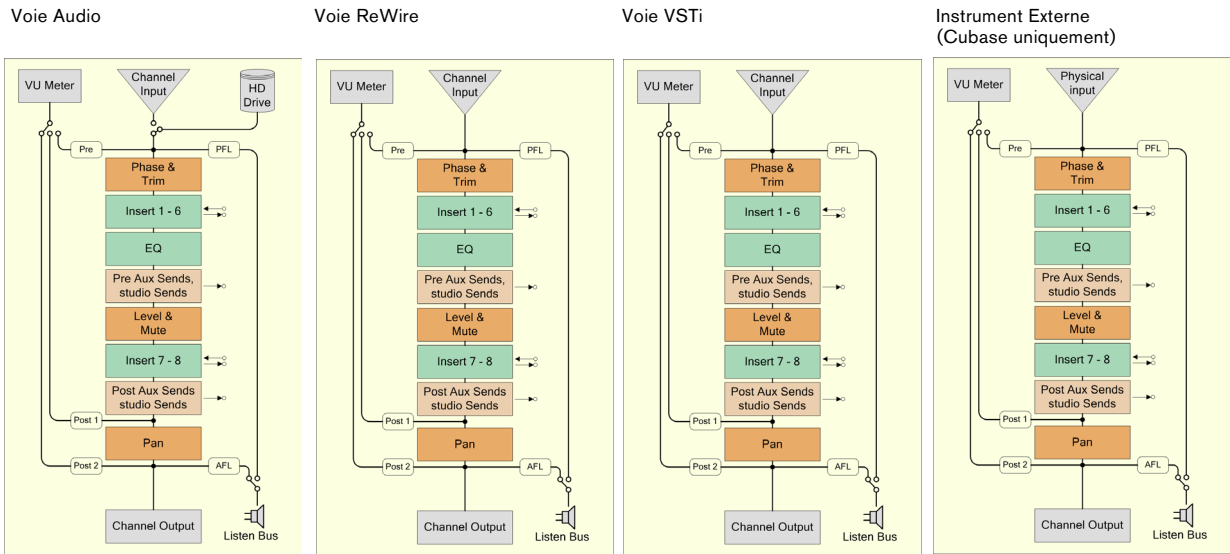 Voie Audio
VU Meter
Channel
Input
HD
Drive
Pre
PFL
Phase &
Trim
Insert 1 - 6
EQ
Pre Aux Sends,
studio Sends
Level &
Mute
Insert 7 - 8
Post Aux Sends
studio Sends
Post 1
Pan
Post 2
AFL
Channel Output
Listen Bus
Voie ReWire
VU Meter
Channel
Input
Pre
PFL
Phase &
Trim
Insert 1 - 6
EQ
Pre Aux Sends,
studio Sends
Level &
Mute
Insert 7 - 8
Post Aux Sends
studio Sends
Post 1
Pan
Post 2
AFL
Channel Output
Listen Bus
Voie VSTi
VU Meter
Channel
Input
Pre
PFL
Phase &
Trim
Insert 1 - 6
EQ
Pre Aux Sends,
studio Sends
Level &
Mute
Insert 7 - 8
Post Aux Sends
studio Sends
Post 1
Pan
Post 2
AFL
Channel Output
Listen Bus
Instrument Externe
(Cubase uniquement)
VU Meter
Physical
input
Pre
PFL
Phase &
Trim
Insert 1 - 6
EQ
Pre Aux Sends,
studio Sends
Level &
Mute
Insert 7 - 8
Post Aux Sends
studio Sends
Post 1
Pan
Post 2
AFL
Channel Output
Listen Bus